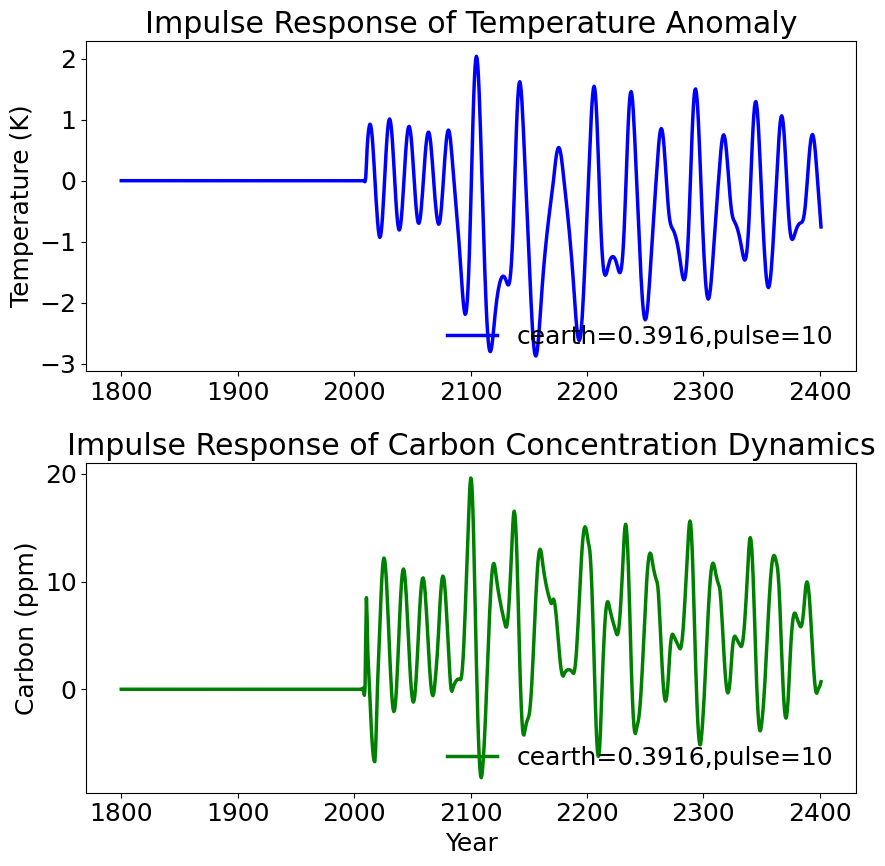 Impulse Response of Temperature Anomaly
Temperature (K)
2
1
0
−1
−2
−3
cearth=0.3916,pulse=10
1800 1900 2000 2100 2200 2300 2400
Impulse Response of Carbon Concentration Dynamics
Carbon (ppm)
20
10
0
cearth=0.3916,pulse=10
1800 1900 2000 2100 2200 2300 2400
Year